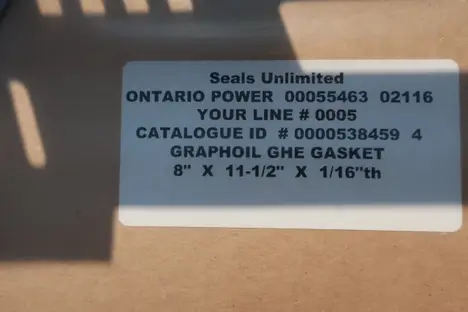 Seals Unlimited
ONTARIO POWER 00055463 02116
YOUR LINE # 0005
CATALOGUE ID # 0000538459 4
GRAPHOIL GHE GASKET
8" X 11-1/2" X 1/16"th